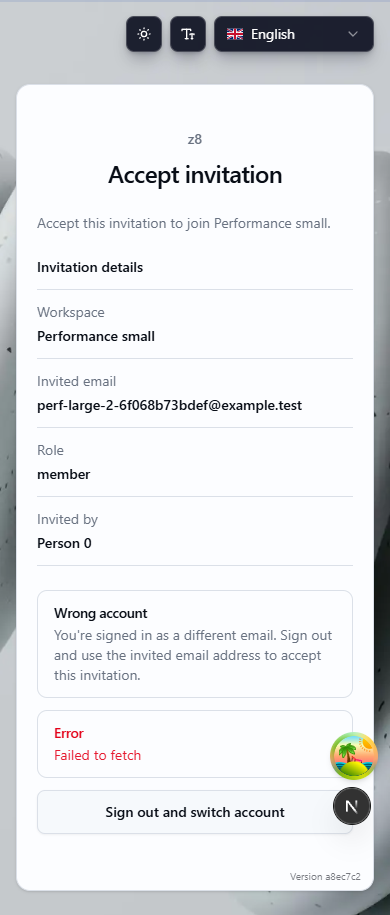 English
z8
Accept invitation
Accept this invitation to join Performance small.
Invitation details
Workspace
Performance small
Invited email
perf-large-2-6f068b73bdef@example.test
Role
member
Invited by
Person 0
Wrong account
You're signed in as a different email. Sign out
and use the invited email address to accept
this invitation.
Error
Failed to fetch
N
Sign out and switch account
Version a8ec7c2